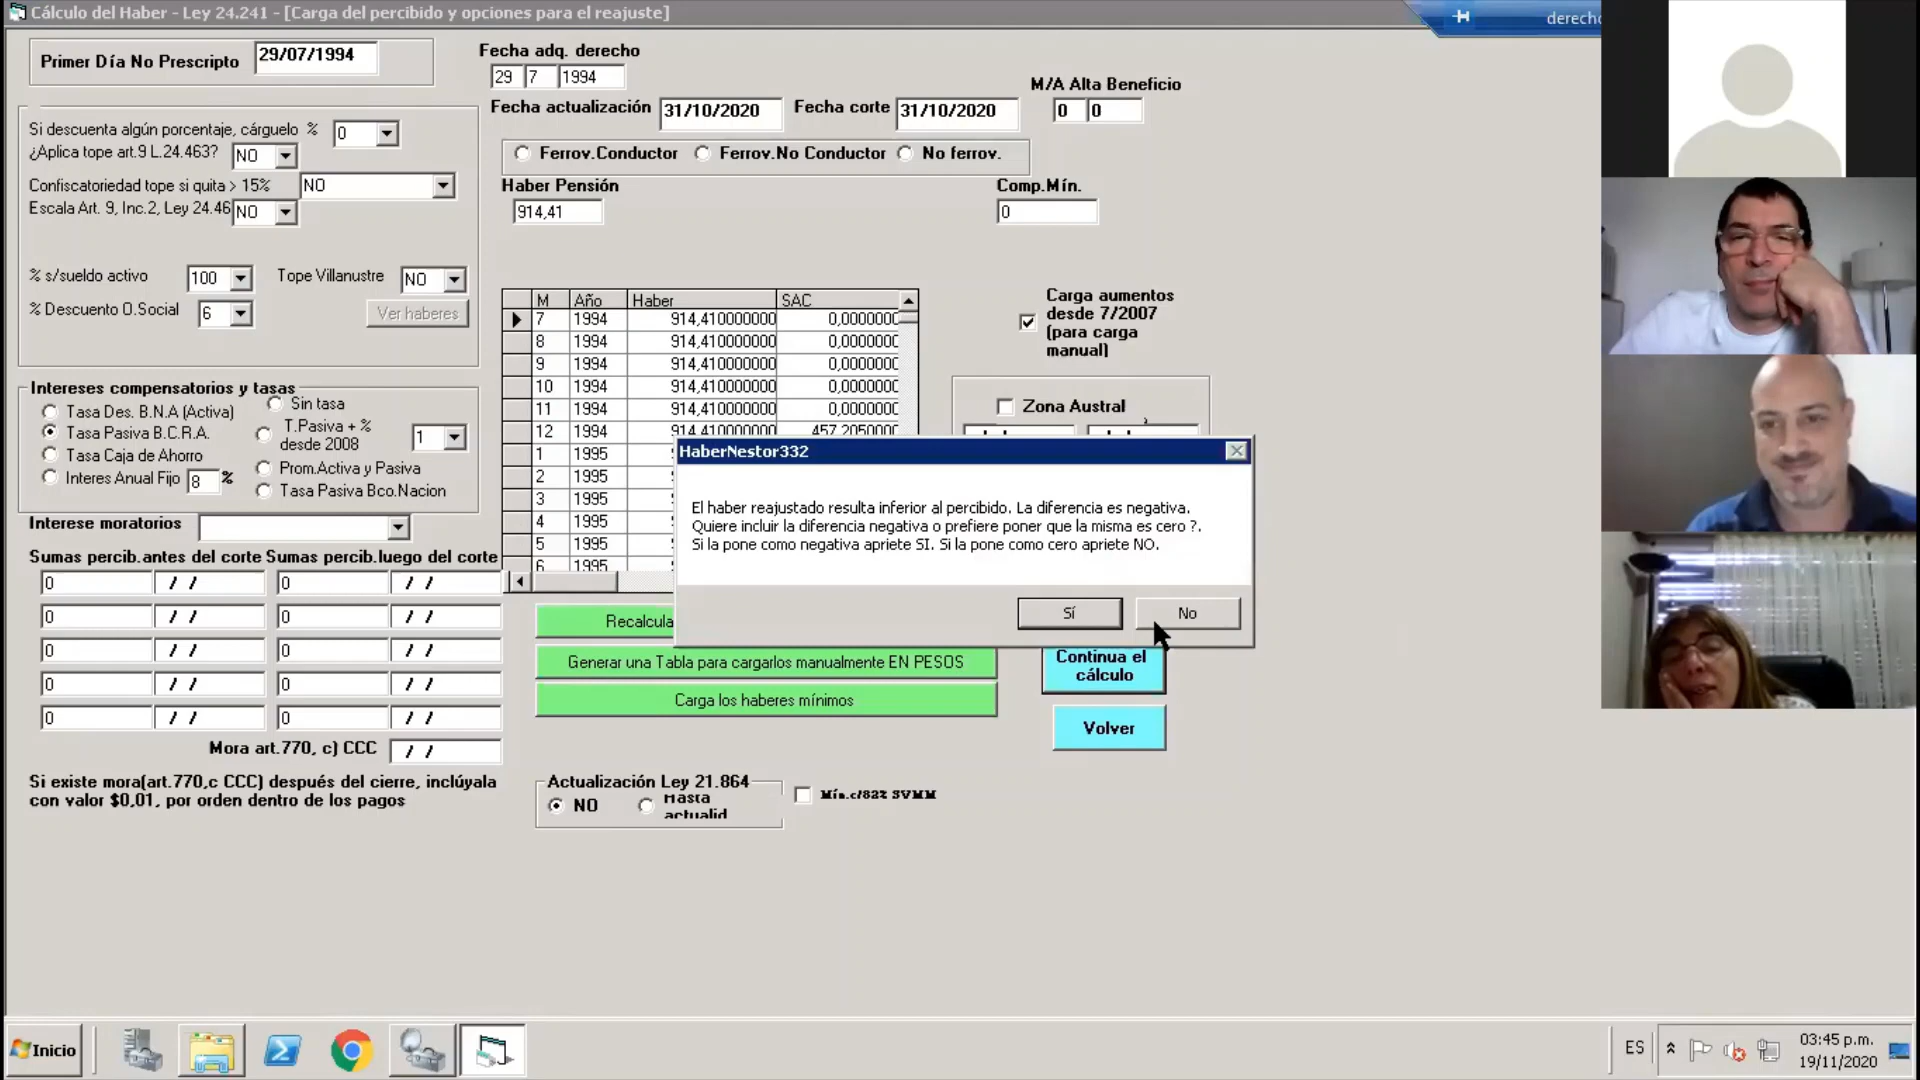 Cálculo del Haber - Ley 24.241 - [Carga del percibido y opciones para el reajuste]
Primer Día No Prescripto 29/07/1994
Fecha adq. derecho
29 7 1994
M/A Alta Beneficio
0 0
Fecha actualización 31/10/2020 Fecha corte 31/10/2020
Si descuenta algún porcentaje, cárguelo % 0
¿Aplica tope art.9 L.24.463? NO
Confiscatoriedad tope si quita > 15% NO
Escala Art. 9, Inc.2, Ley 24.46 NO
Ferrov.Conductor Ferrov.No Conductor No ferrov.
Haber Pensión
914,41
Comp.Mín.
0
% s/sueldo activo 100 Tope Villanustre NO
% Descuento O.Social 6 Ver haberes
M Año Haber SAC
7 1994 914,410000000 0,0000000
8 1994 914,410000000 0,0000000
9 1994 914,410000000 0,0000000
10 1994 914,410000000 0,0000000
11 1994 914,410000000 0,0000000
12 1994 914,410000000 457,2050000
1 1995
2 1995
3 1995
4 1995
5 1995
6 1995
Carga aumentos
desde 7/2007
(para carga
manual)
Zona Austral
Intereses compensatorios y tasas
Tasa Des. B.N.A (Activa)
Tasa Pasiva B.C.R.A.
Tasa Caja de Ahorro
Interes Anual Fijo 8 %
Sin tasa
T.Pasiva + %
desde 2008 1
Prom.Activa y Pasiva
Tasa Pasiva Bco.Nacion
Interese moratorios
Sumas percib.antes del corte Sumas percib.luego del corte
0 / / 0 / /
0 / / 0 / /
0 / / 0 / /
0 / / 0 / /
0 / / 0 / /
Mora art.770, c) CCC / /
Si existe mora(art.770,c CCC) después del cierre, inclúyala
con valor $0,01, por orden dentro de los pagos
HaberNestor332
El haber reajustado resulta inferior al percibido. La diferencia es negativa.
Quiere incluir la diferencia negativa o prefiere poner que la misma es cero ?.
Si la pone como negativa apriete SI. Si la pone como cero apriete NO.
Sí No
Recalcula
Generar una Tabla para cargarlos manualmente EN PESOS
Carga los haberes mínimos
Continua el
cálculo
Volver
Actualización Ley 21.864
NO Hasta
actualid
Mín.c/82% SVMM
derecho
Inicio
ES
03:45 p.m.
19/11/2020